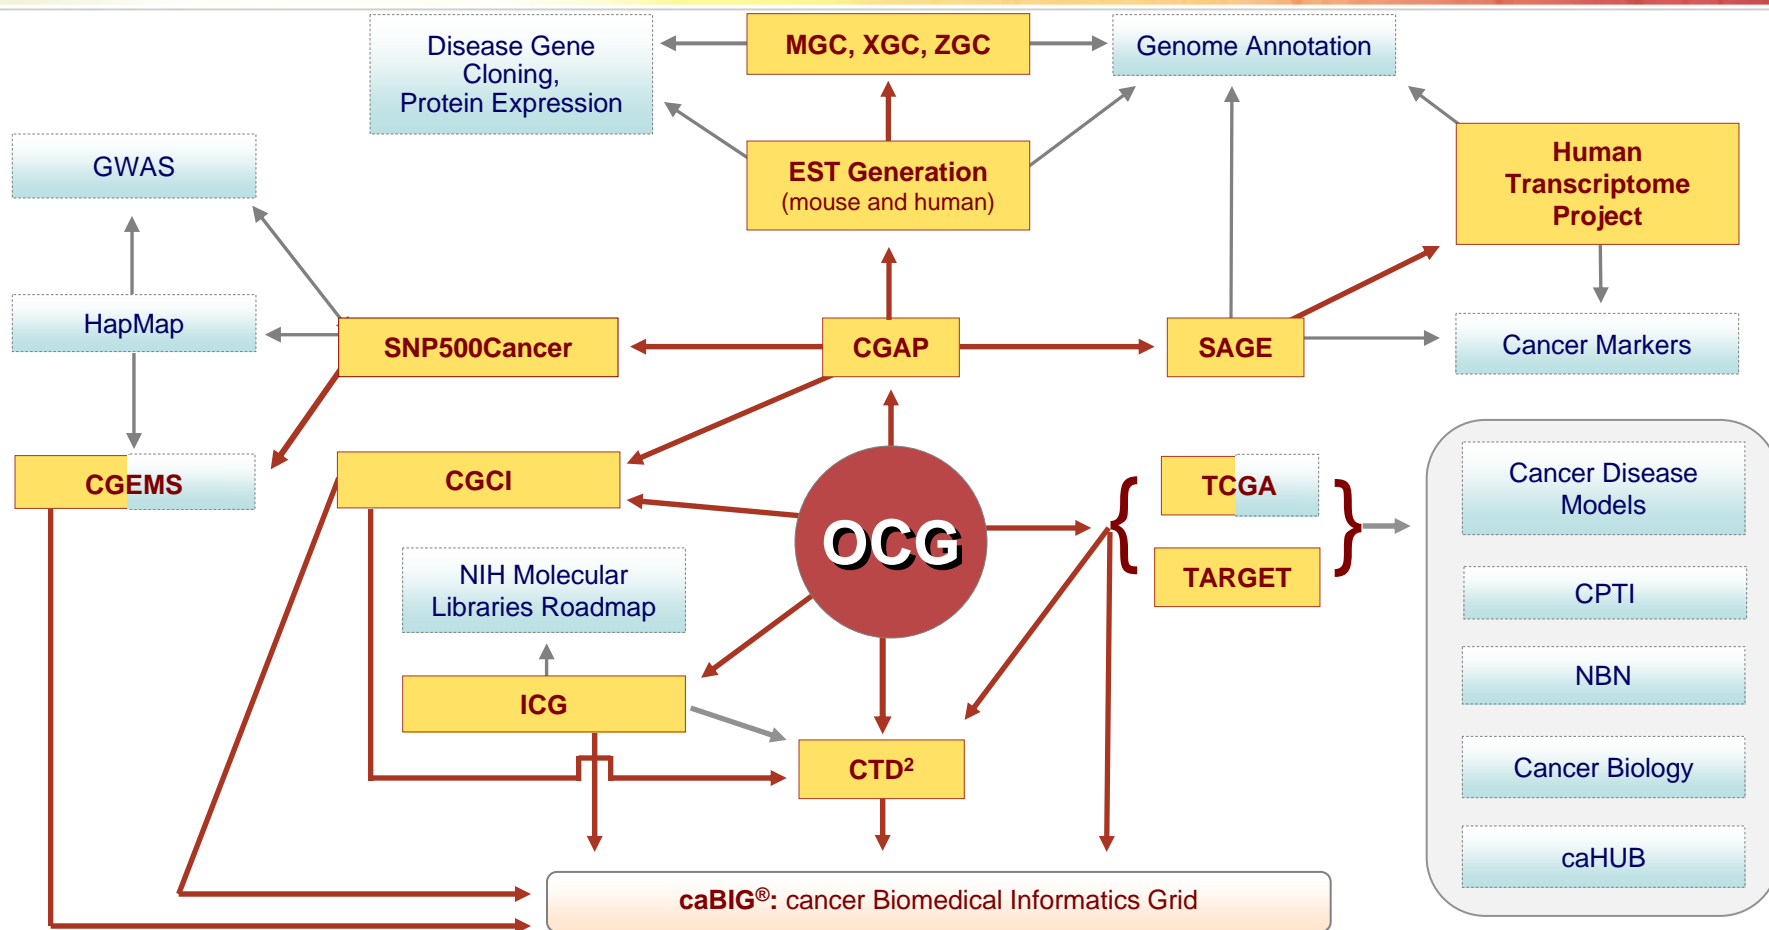 Disease Gene
Cloning,
Protein Expression
MGC, XGC, ZGC
Genome Annotation
GWAS
EST Generation
(mouse and human)
Human
Transcriptome
Project
HapMap
SNP500Cancer
CGAP
SAGE
Cancer Markers
CGEMS
CGCI
OCG
TCGA
TARGET
Cancer Disease
Models
NIH Molecular
Libraries Roadmap
CPTI
ICG
NBN
CTD²
Cancer Biology
caHUB
caBIG®: cancer Biomedical Informatics Grid